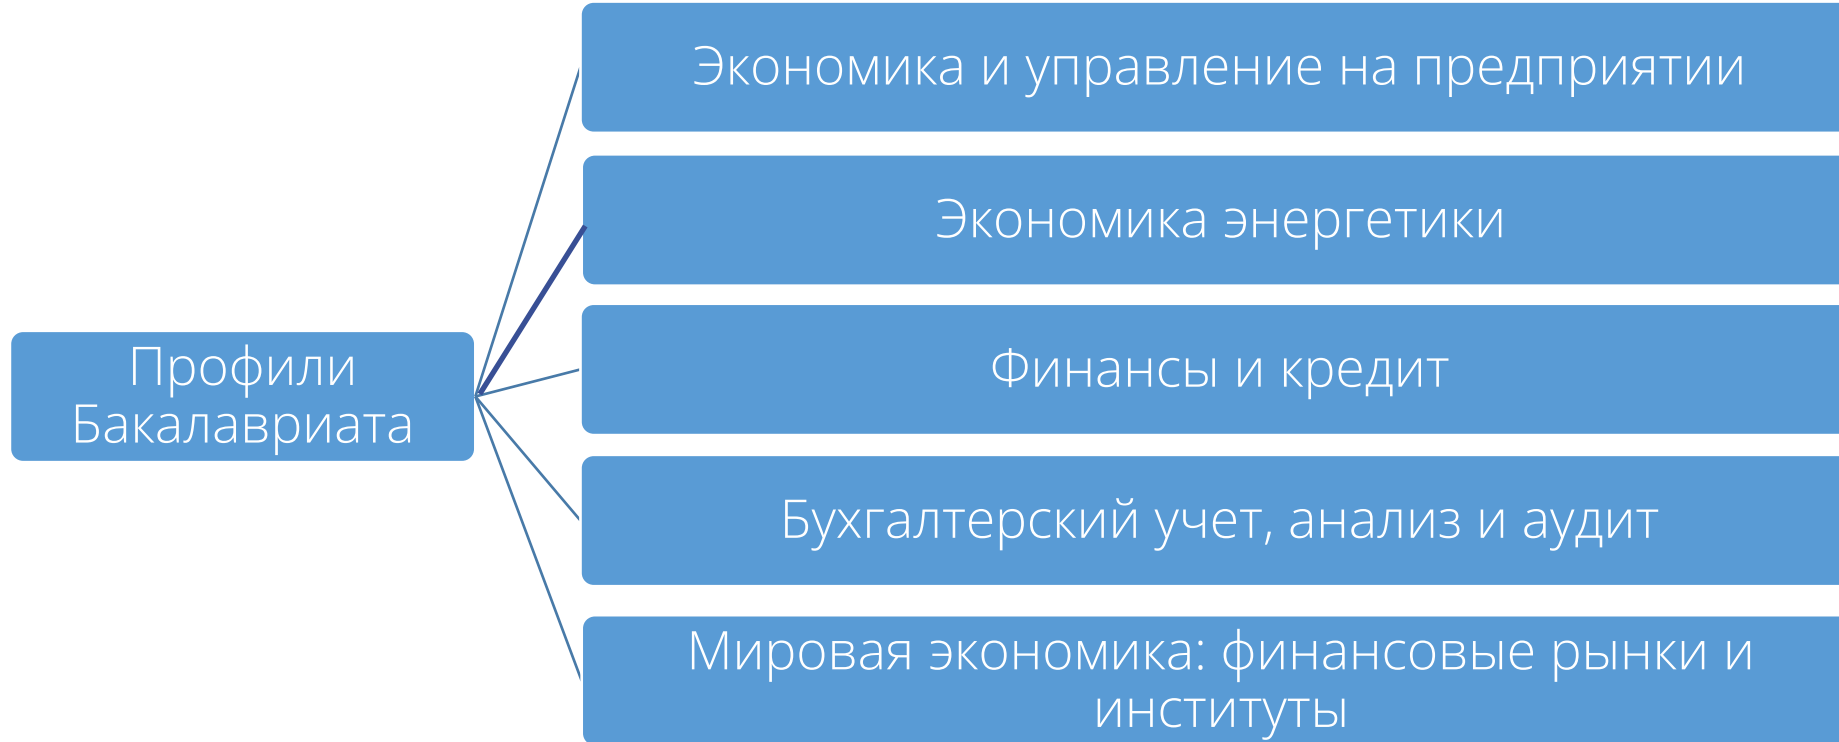 Экономика и управление на предприятии
Экономика энергетики
Профили
Бакалавриата
Финансы и кредит
Бухгалтерский учет, анализ и аудит
Мировая экономика: финансовые рынки и
институты